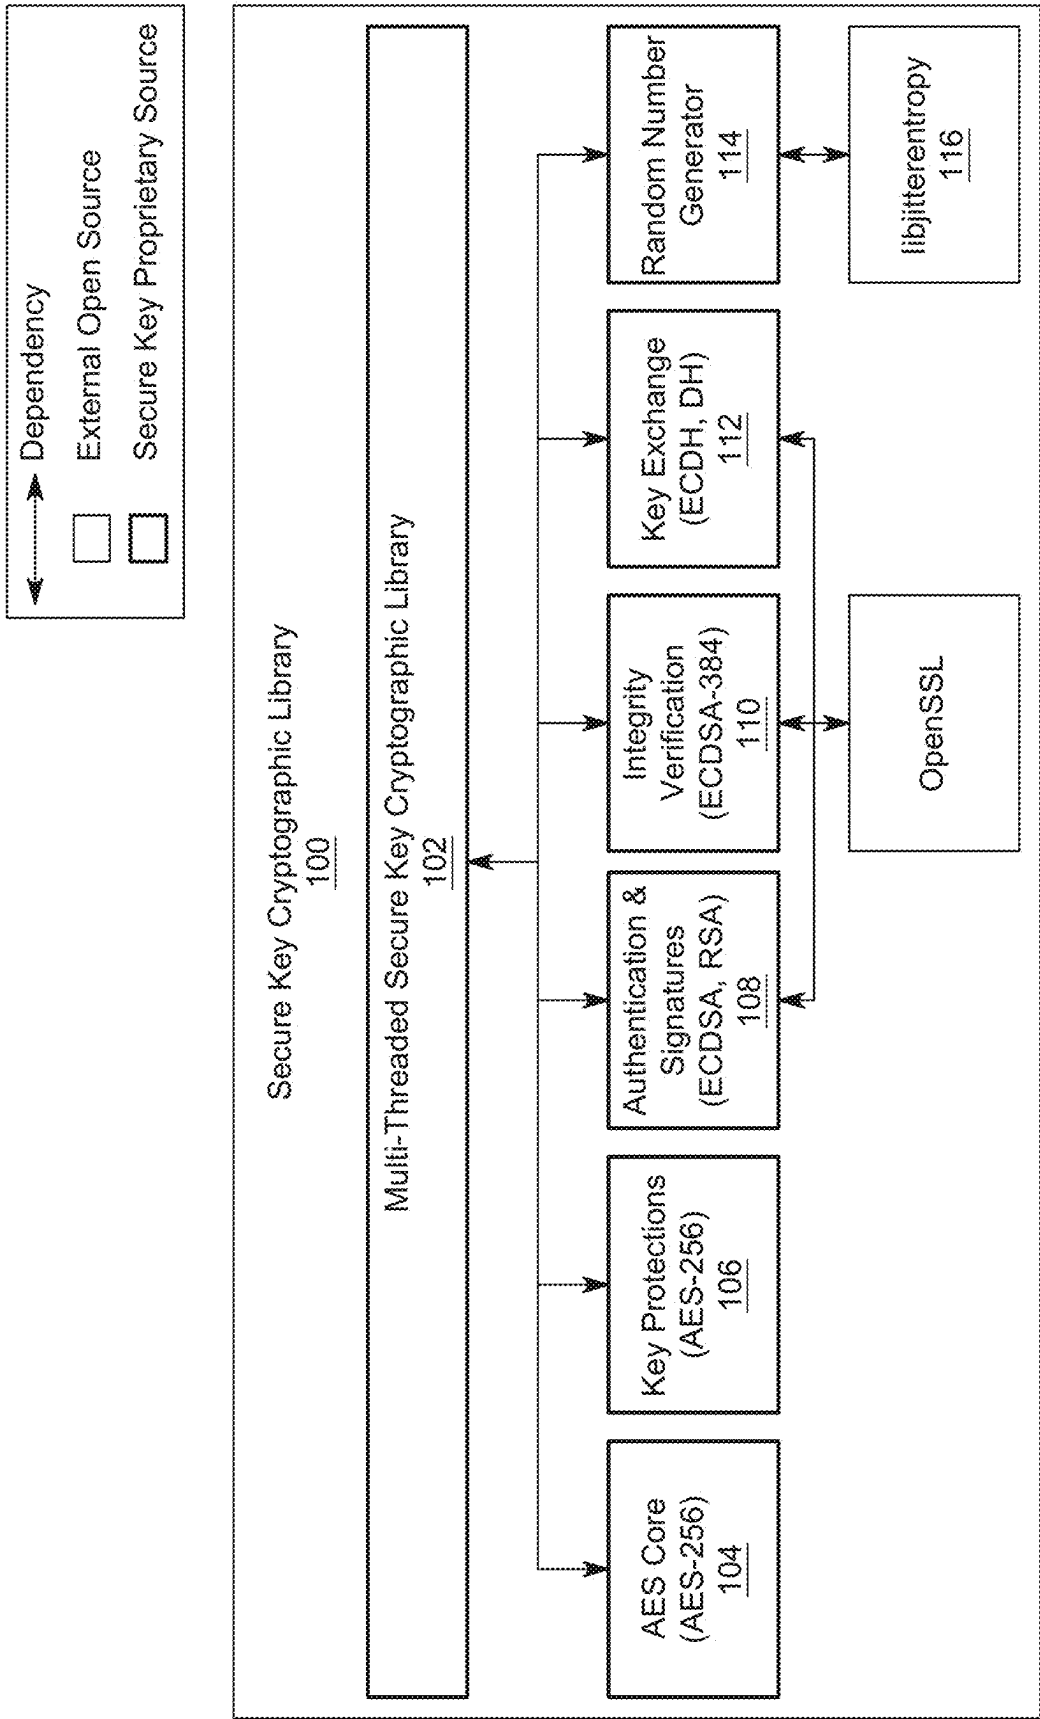 Dependency
External Open Source
Secure Key Proprietary Source
Secure Key Cryptographic Library
100
Multi-Threaded Secure Key Cryptographic Library
102
AES Core
(AES-256)
104
Key Protections
(AES-256)
106
Authentication &
Signatures
(ECDSA, RSA)
108
Integrity
Verification
(ECDSA-384)
110
Key Exchange
(ECDH, DH)
112
Random Number
Generator
114
OpenSSL
libjitterentropy
116